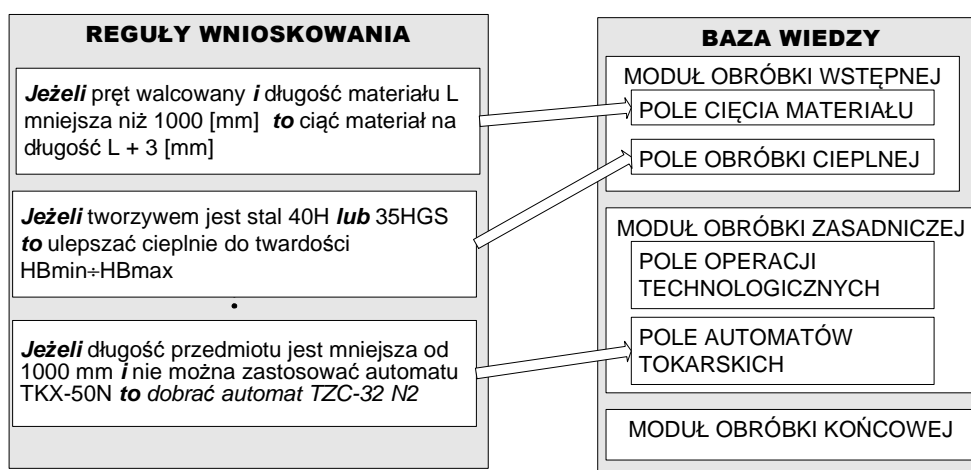 REGUŁY WNIOSKOWANIA
Jeżeli pręt walcowany i długość materiału L
mniejsza niż 1000 [mm] to ciąć materiał na
długość L + 3 [mm]
Jeżeli tworzywem jest stal 40H lub 35HGS
to ulepszać cieplnie do twardości
HBmin÷HBmax
Jeżeli długość przedmiotu jest mniejsza od
1000 mm i nie można zastosować automatu
TKX-50N to dobrać automat TZC-32 N2
BAZA WIEDZY
MODUŁ OBRÓBKI WSTĘPNEJ
POLE CIĘCIA MATERIAŁU
POLE OBRÓBKI CIEPLNEJ
MODUŁ OBRÓBKI ZASADNICZEJ
POLE OPERACJI
TECHNOLOGICZNYCH
POLE AUTOMATÓW
TOKARSKICH
MODUŁ OBRÓBKI KOŃCOWEJ